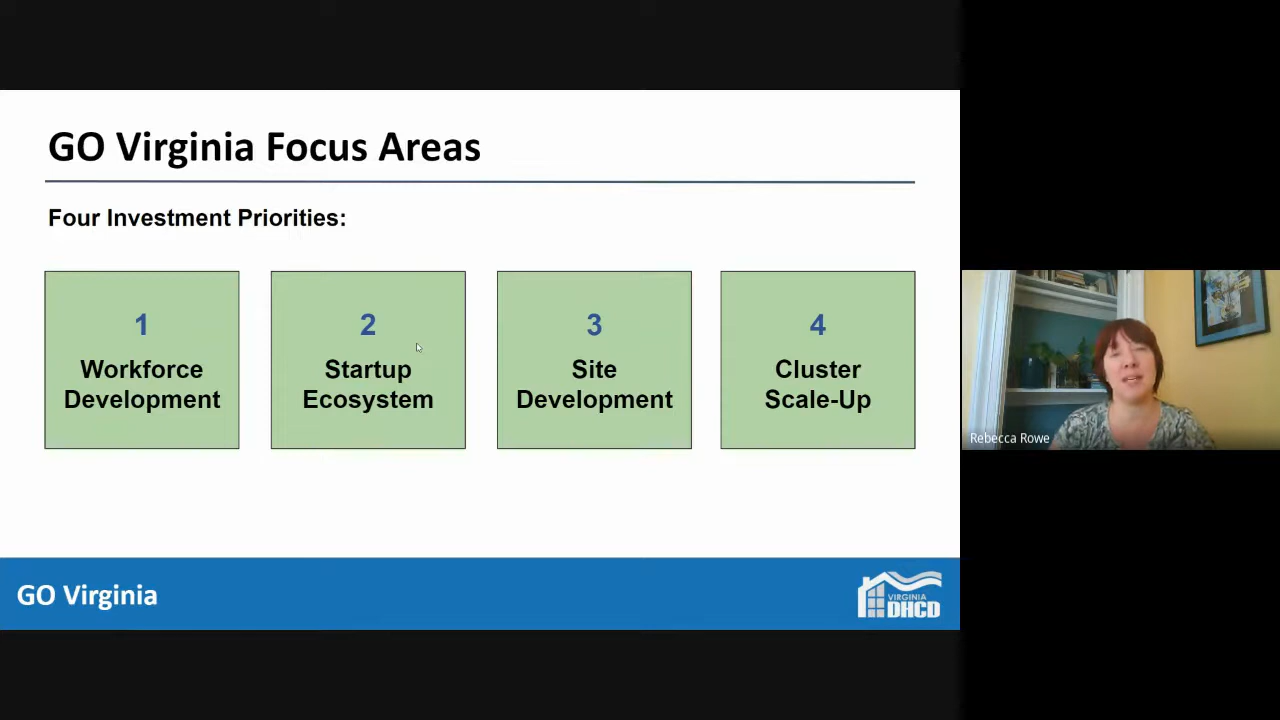 GO Virginia Focus Areas
Four Investment Priorities:
1
Workforce
Development
2
Startup
Ecosystem
3
Site
Development
4
Cluster
Scale-Up
Rebecca Rowe
GO Virginia
VIRGINIA
DHCD